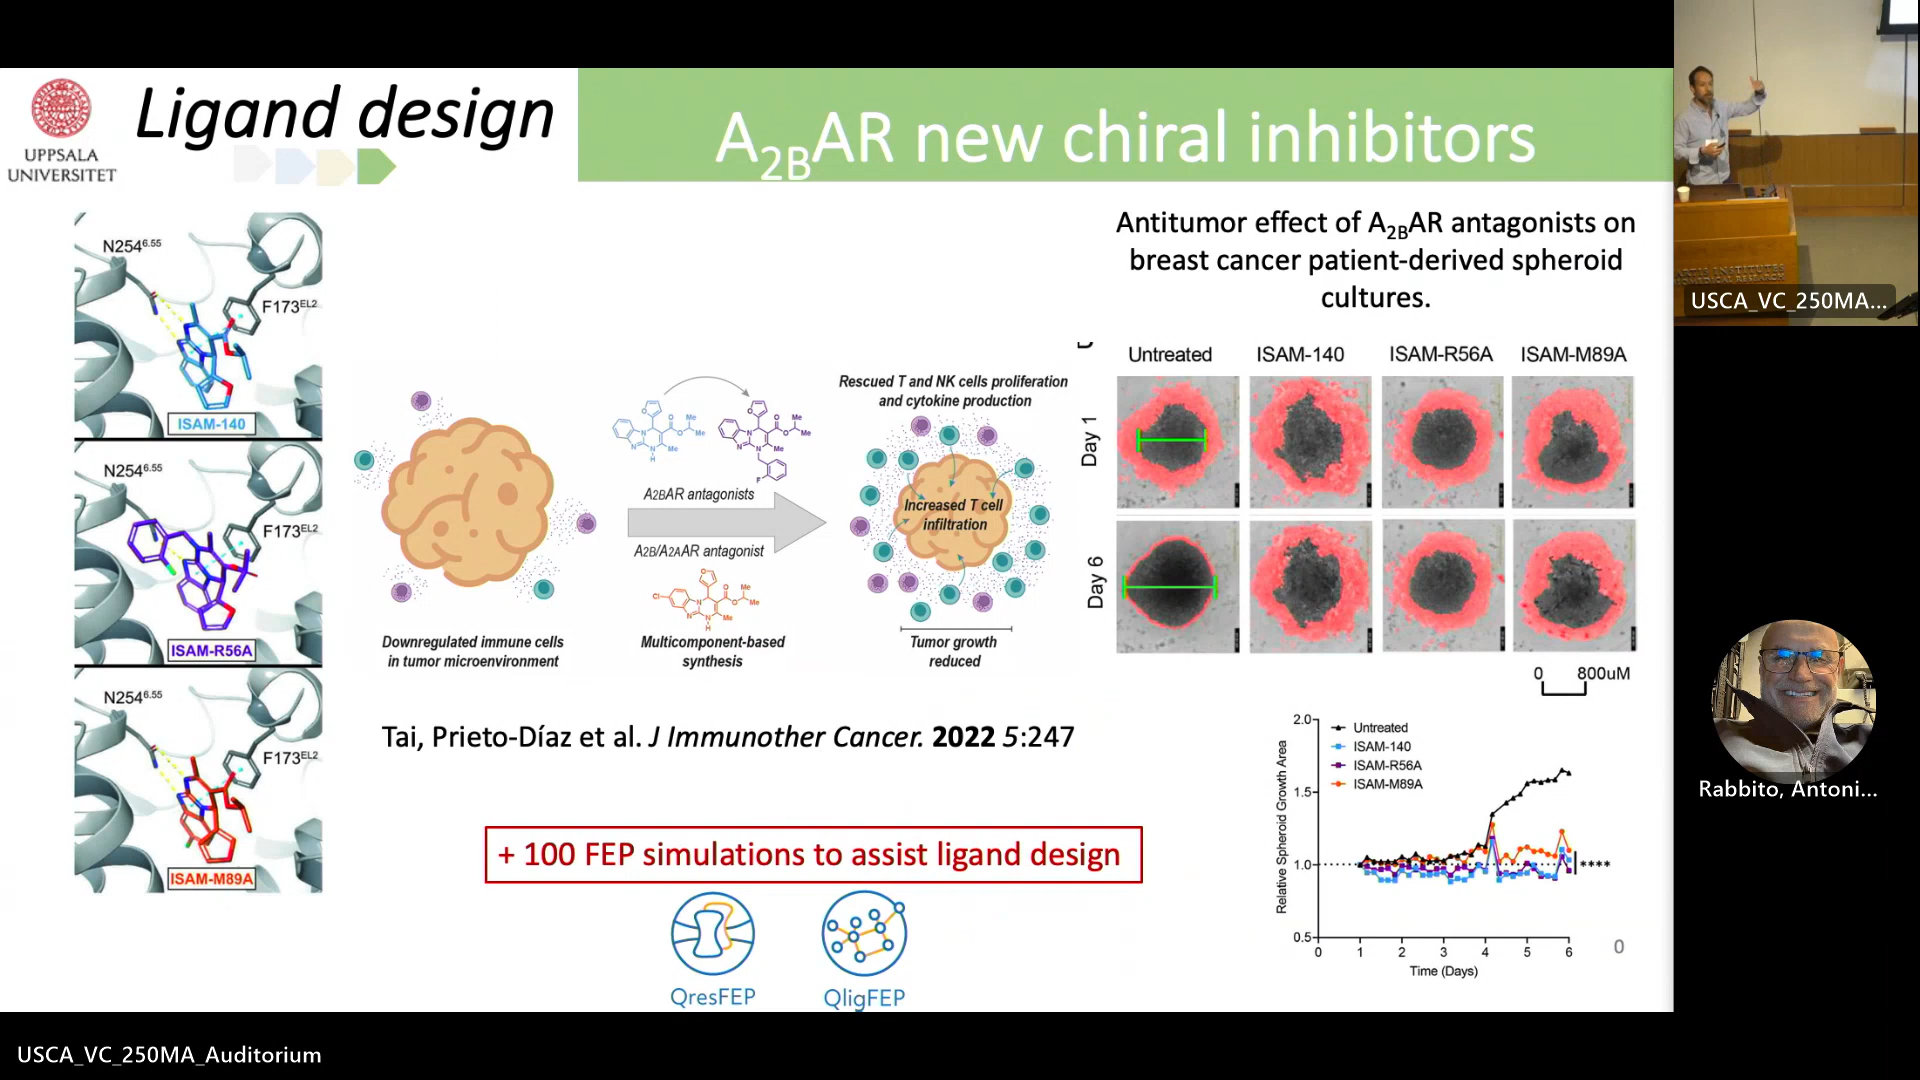 UPPSALA
UNIVERSITET
Ligand design
A2BAR new chiral inhibitors
N2546.55
F173EL2
ISAM-140
N2546.55
F173EL2
ISAM-R56A
N2546.55
F173EL2
ISAM-M89A
Downregulated immune cells
in tumor microenvironment
A2BAR antagonists
A2B/A2AAR antagonist
Multicomponent-based
synthesis
Rescued T and NK cells proliferation
and cytokine production
Increased T cell
infiltration
Tumor growth
reduced
Tai, Prieto-Díaz et al. J Immunother Cancer. 2022 5:247
+ 100 FEP simulations to assist ligand design
QresFEP
QligFEP
Antitumor effect of A2BAR antagonists on
breast cancer patient-derived spheroid
cultures.
Untreated
ISAM-140
ISAM-R56A
ISAM-M89A
Day 1
Day 6
0 800uM
Relative Spheroid Growth Area
2.0
1.5
1.0
0.5
Untreated
ISAM-140
ISAM-R56A
ISAM-M89A
****
0 1 2 3 4 5 6
Time (Days)
0
USCA_VC_250MA...
Rabbito, Antoni...
USCA_VC_250MA_Auditorium